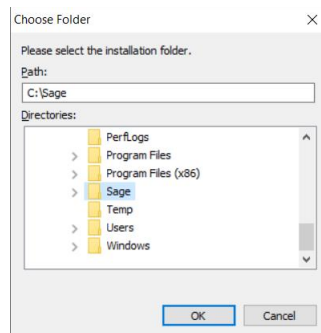 Choose Folder
Please select the installation folder.
Path:
C:\Sage
Directories:
PerfLogs
Program Files
Program Files (x86)
Sage
Temp
Users
Windows
OK Cancel